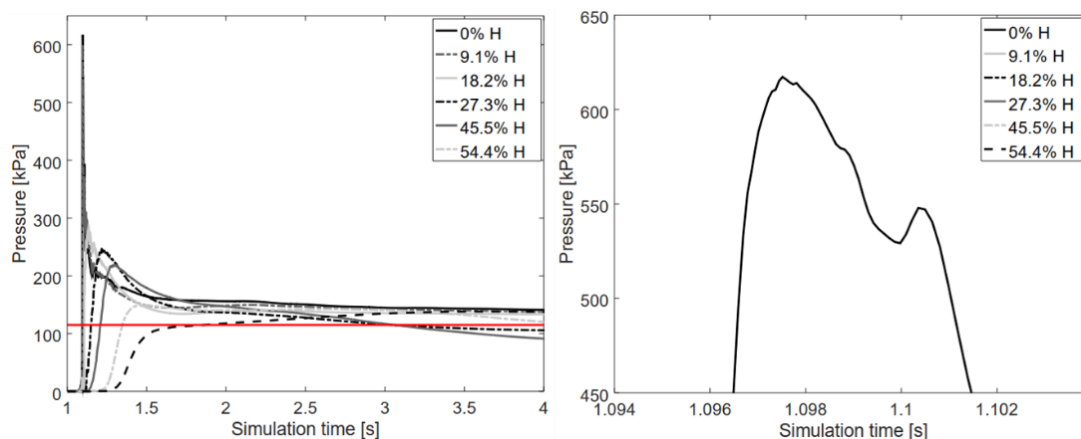 600
500
400
300
200
100
0
Pressure [kPa]
1
1.5
2
2.5
3
3.5
4
Simulation time [s]
0% H
9.1% H
18.2% H
27.3% H
45.5% H
54.4% H
650
600
550
500
450
Pressure [kPa]
1.094
1.096
1.098
1.1
1.102
Simulation time [s]
0% H
9.1% H
18.2% H
27.3% H
45.5% H
54.4% H